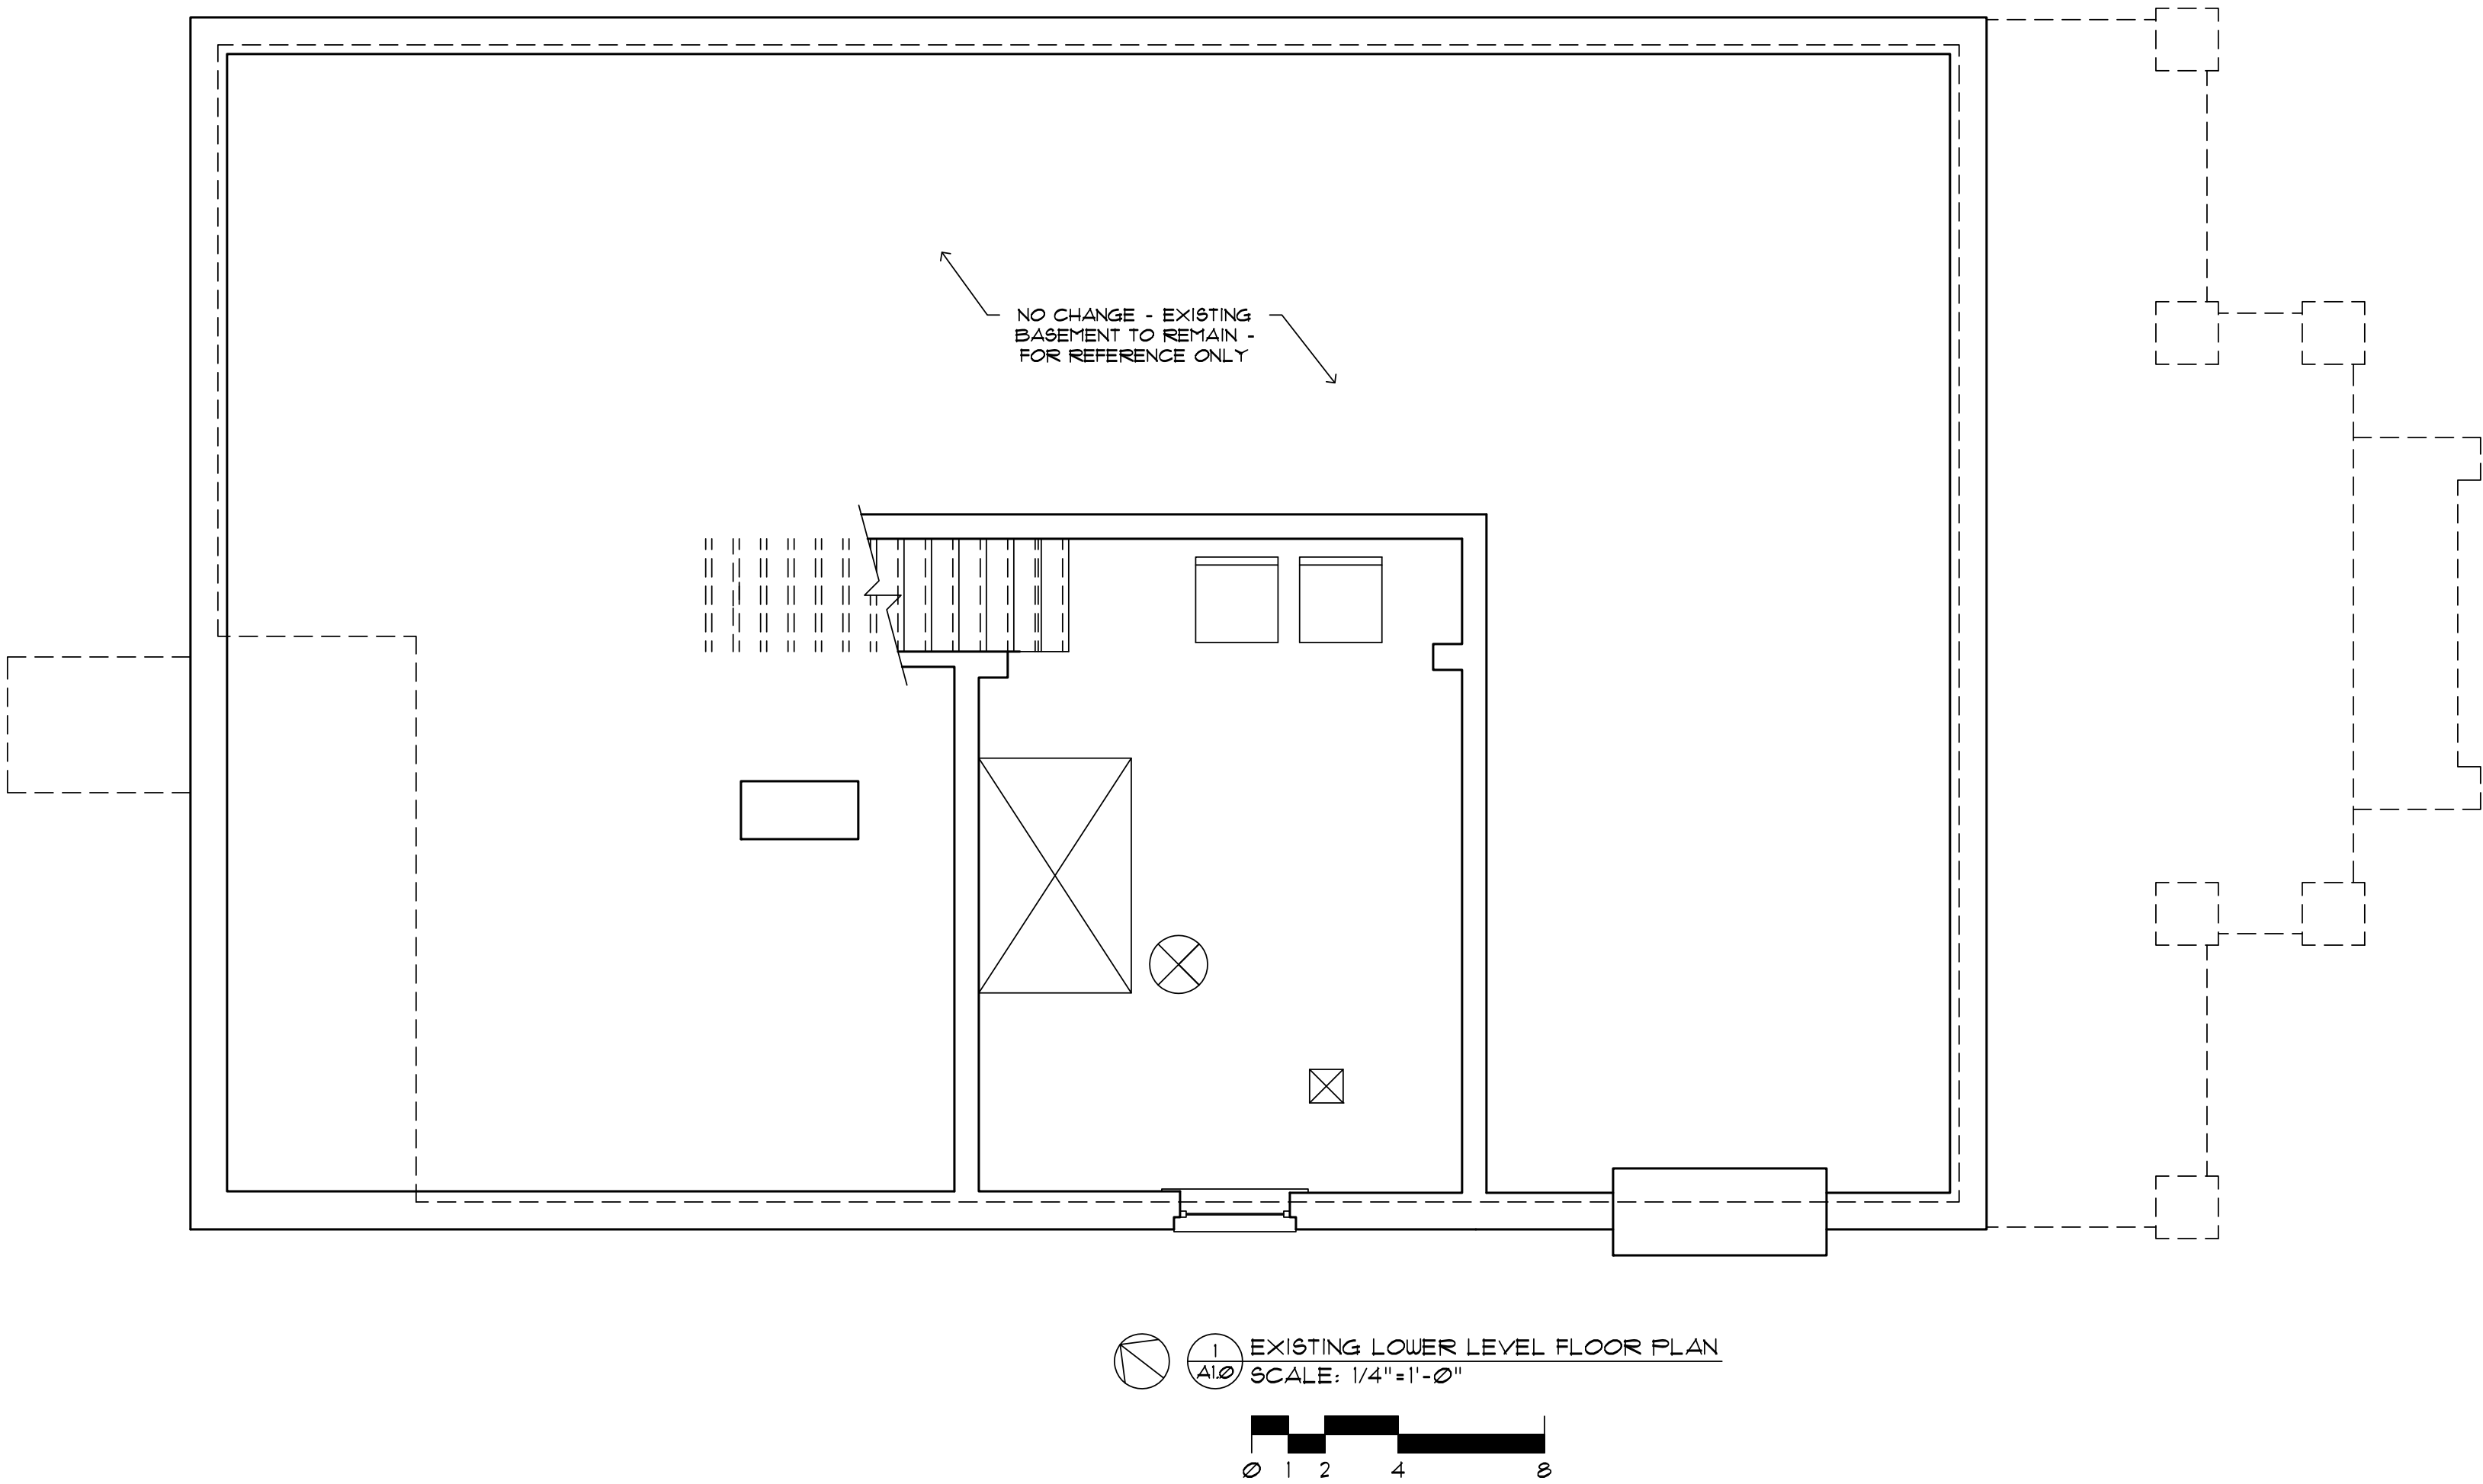 NO CHANGE - EXISTING
BASEMENT TO REMAIN -
FOR REFERENCE ONLY
1
A1.0
EXISTING LOWER LEVEL FLOOR PLAN
SCALE: 1/4"=1'-0"
0 1 2 4 8